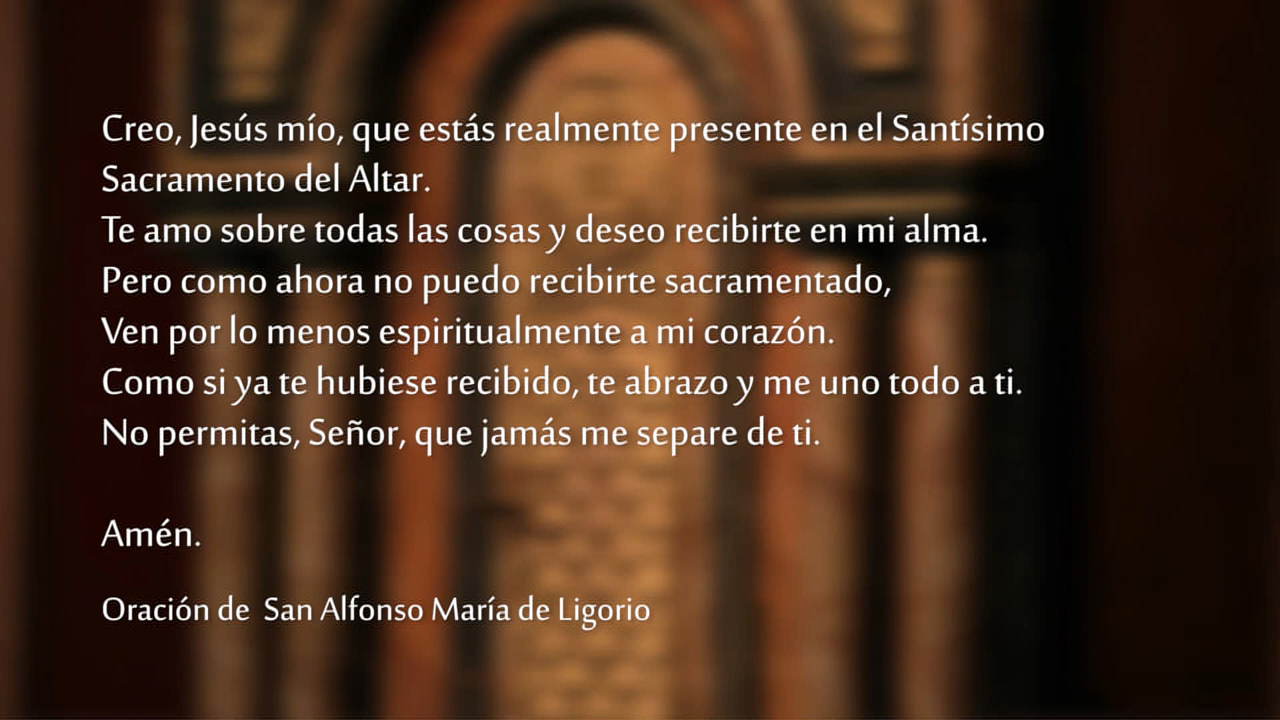 Creo, Jesús mío, que estás realmente presente en el Santísimo
Sacramento del Altar.
Te amo sobre todas las cosas y deseo recibirte en mi alma.
Pero como ahora no puedo recibirte sacramentado,
Ven por lo menos espiritualmente a mi corazón.
Como si ya te hubiese recibido, te abrazo y me uno todo a ti.
No permitas, Señor, que jamás me separe de ti.
Amén.
Oración de  San Alfonso María de Ligorio